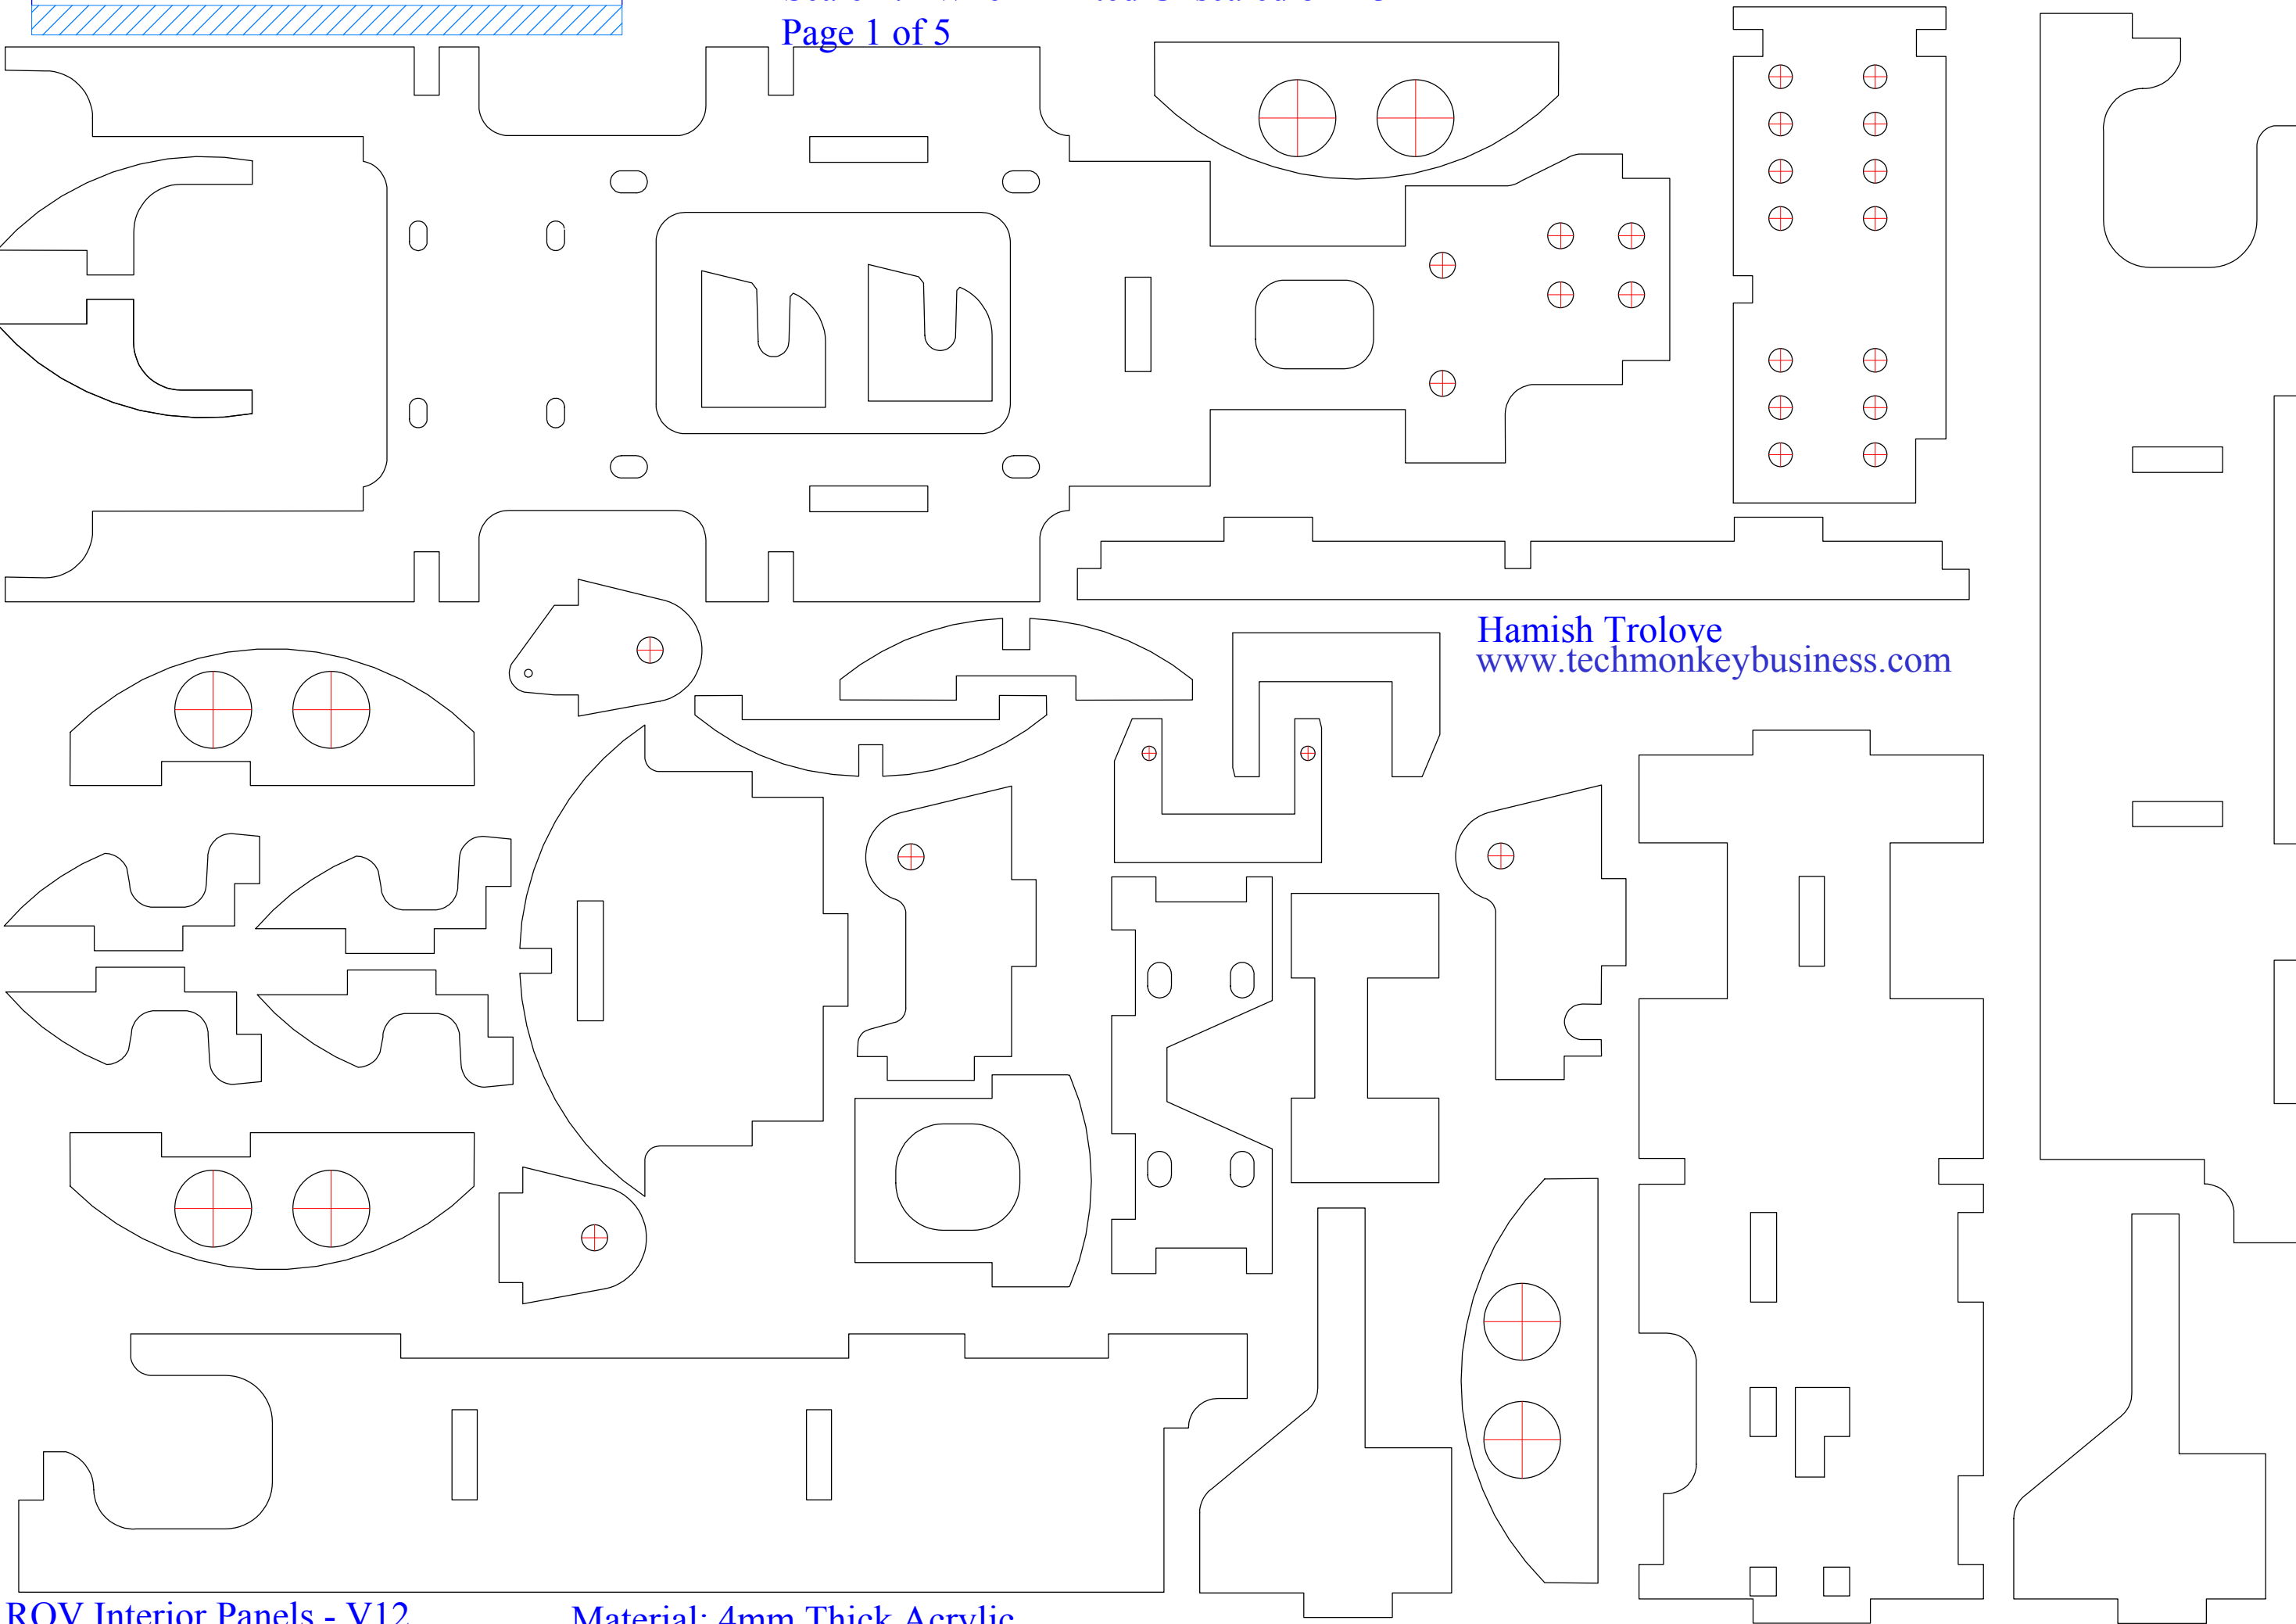 Page 1 of 5
Hamish Trolove
www.techmonkeybusiness.com
ROV Interior Panels - V12
Material: 4mm Thick Acrylic